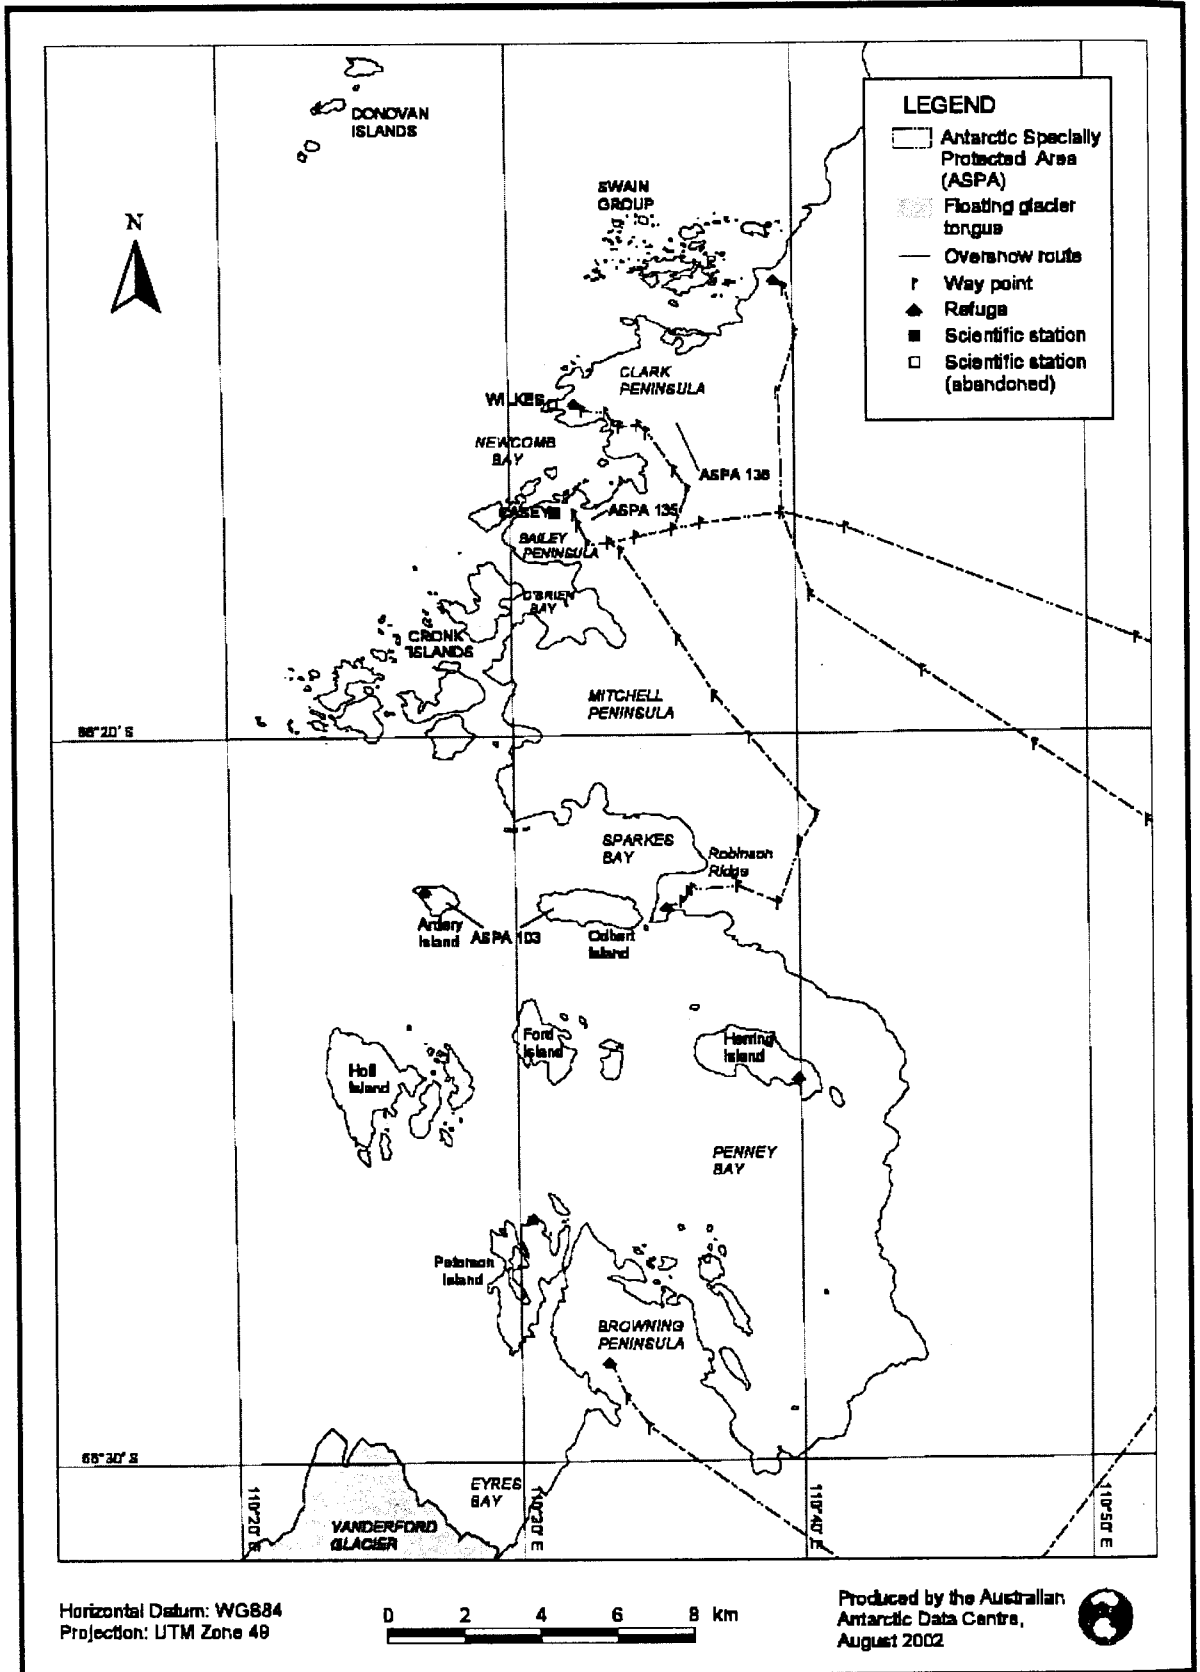 DONOVAN
ISLANDS
LEGEND
Antarctic Specially
Protected Area
(ASPA)
Floating glacier
tongue
Oversnow route
Way point
Refuge
Scientific station
Scientific station
(abandoned)
SWAIN
GROUP
N
CLARK
PENINSULA
WILKES
NEWCOMB
BAY
ASPA 136
CASEY
ASPA 135
BAILEY
PENINSULA
O'BRIEN
BAY
CRONK
ISLANDS
MITCHELL
PENINSULA
66°20' S
SPARKES
BAY
Robinson
Ridge
Ardery
Island
ASPA 103
Odbert
Island
Ford
Island
Herring
Island
Holl
Island
PENNEY
BAY
Peterson
Island
BROWNING
PENINSULA
66°30' S
EYRES
BAY
VANDERFORD
GLACIER
110°20' E
110°30' E
110°40' E
110°50' E
Horizontal Datum: WGS84
Projection: UTM Zone 49
0 2 4 6 8 km
Produced by the Australian
Antarctic Data Centre,
August 2002